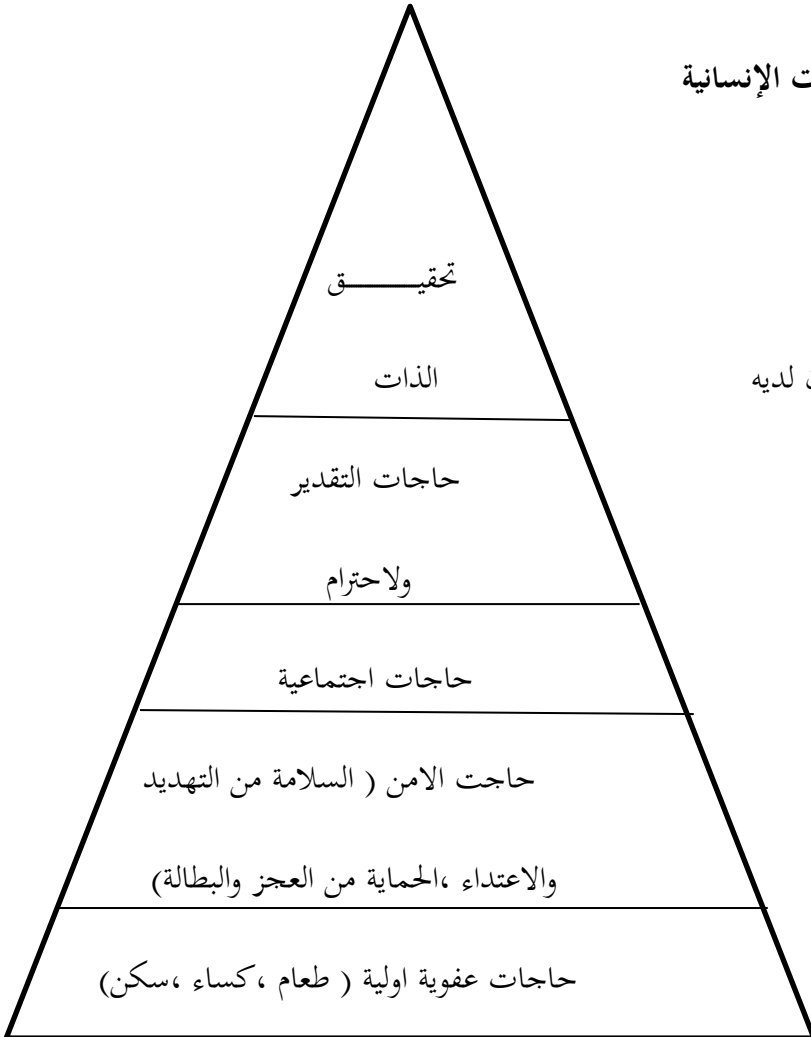 ت الإنسانية
تحقيـــــــق
الذات
لديه
حاجات التقدير
ولاحترام
حاجات اجتماعية
حاجت الامن ( السلامة من التهديد
والاعتداء ،الحماية من العجز والبطالة)
حاجات عفوية اولية ( طعام ،كساء ،سكن)